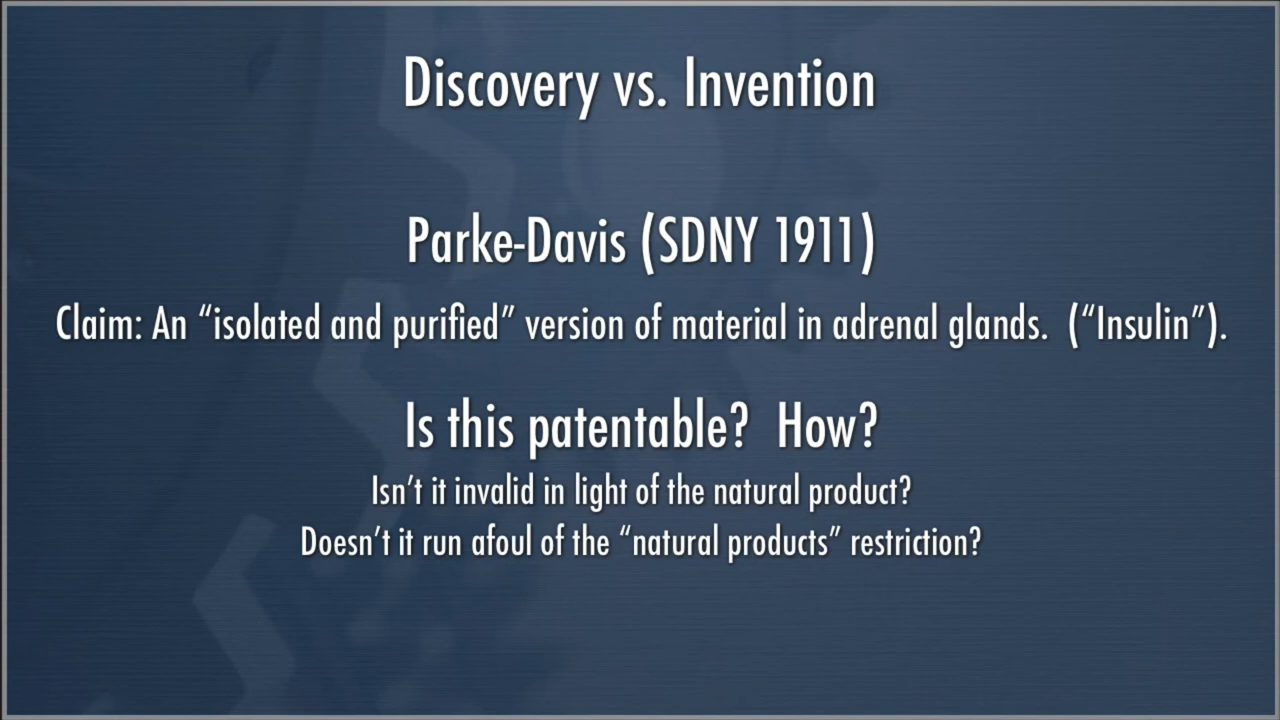 Discovery vs. Invention
Parke-Davis (SDNY 1911)
Claim: An “isolated and purified” version of material in adrenal glands. (“Insulin”).
Is this patentable? How?
Isn’t it invalid in light of the natural product?
Doesn’t it run afoul of the “natural products” restriction?